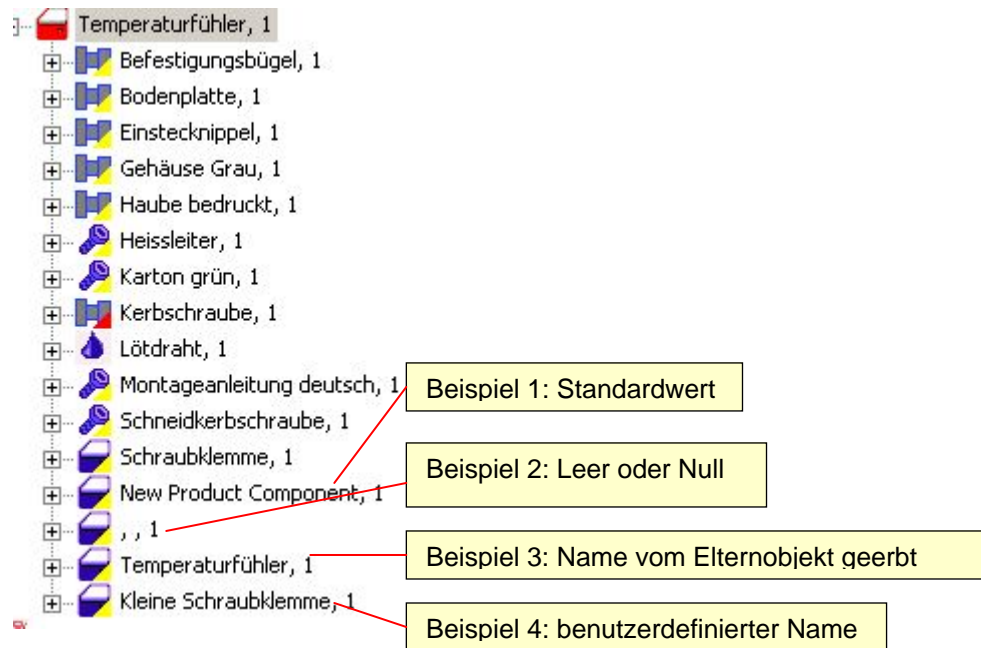 Temperaturfühler, 1
Befestigungsbügel, 1
Bodenplatte, 1
Einstecknippel, 1
Gehäuse Grau, 1
Haube bedruckt, 1
Heissleiter, 1
Karton grün, 1
Kerbschraube, 1
Lötdraht, 1
Montageanleitung deutsch, 1
Beispiel 1: Standardwert
Schneidkerbschraube, 1
Schraubklemme, 1
Beispiel 2: Leer oder Null
New Product Component, 1
, , 1
Beispiel 3: Name vom Elternobjekt geerbt
Temperaturfühler, 1
Kleine Schraubklemme, 1
Beispiel 4: benutzerdefinierter Name